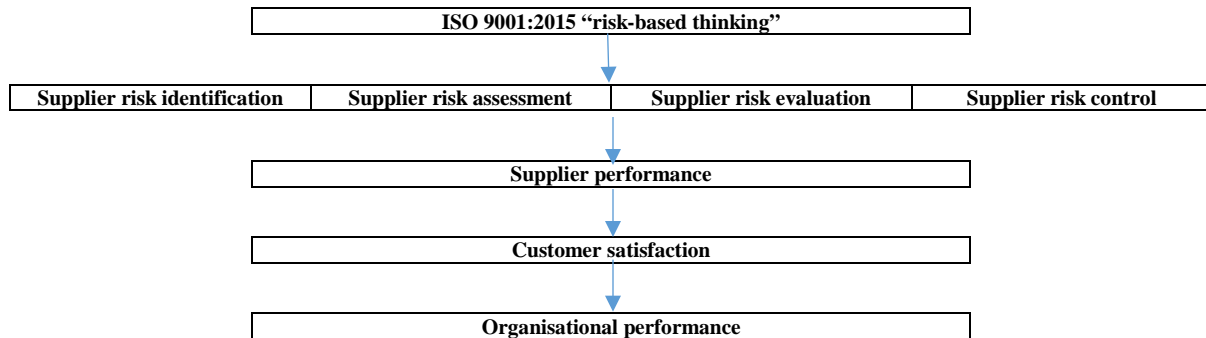 ISO 9001:2015 “risk-based thinking”
Supplier risk identification Supplier risk assessment Supplier risk evaluation Supplier risk control
Supplier performance
Customer satisfaction
Organisational performance